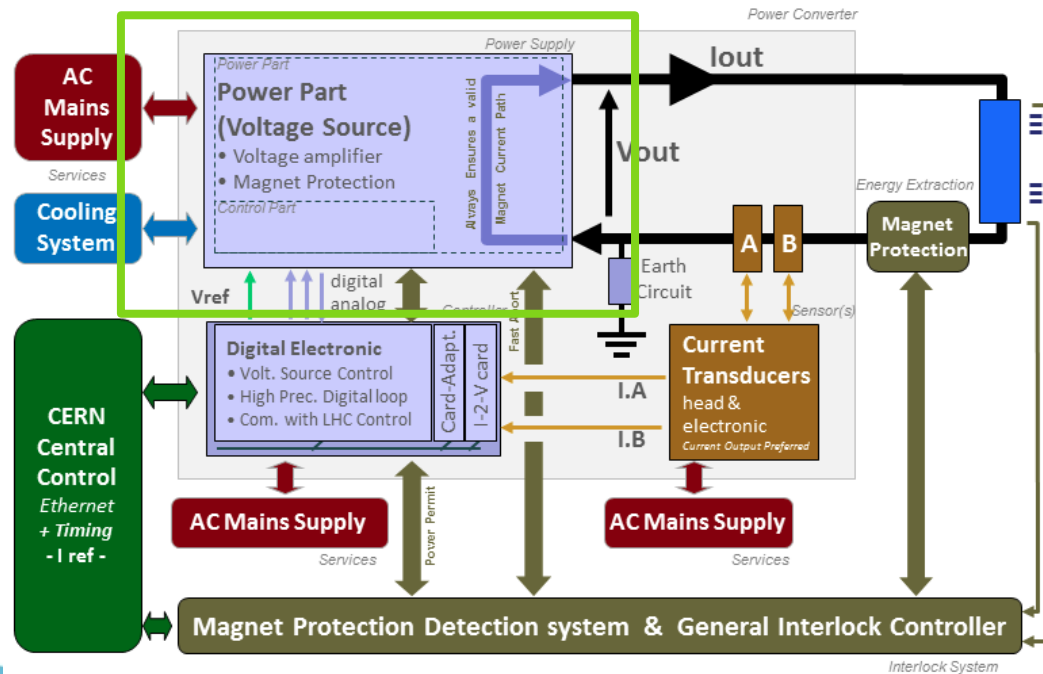 Power Converter
Power Supply
AC
Mains
Supply
Services
Power Part
Power Part
(Voltage Source)
• Voltage amplifier
• Magnet Protection
Control Part
Always Ensures a valid
Magnet Current Path
Iout
Vout
Cooling
System
Energy Extraction
Magnet
Protection
A
B
Earth
Circuit
Vref
digital
analog
Controller
Fast Abort
Sensor(s)
Digital Electronic
• Volt. Source Control
• High Prec. Digital loop
• Com. with LHC Control
Card-Adapt.
I-2-V card
I.A
I.B
Current
Transducers
head &
electronic
Current Output Preferred
CERN
Central
Control
Ethernet
+ Timing
- I ref -
AC Mains Supply
Services
Power Permit
AC Mains Supply
Services
Magnet Protection Detection system & General Interlock Controller
Interlock System